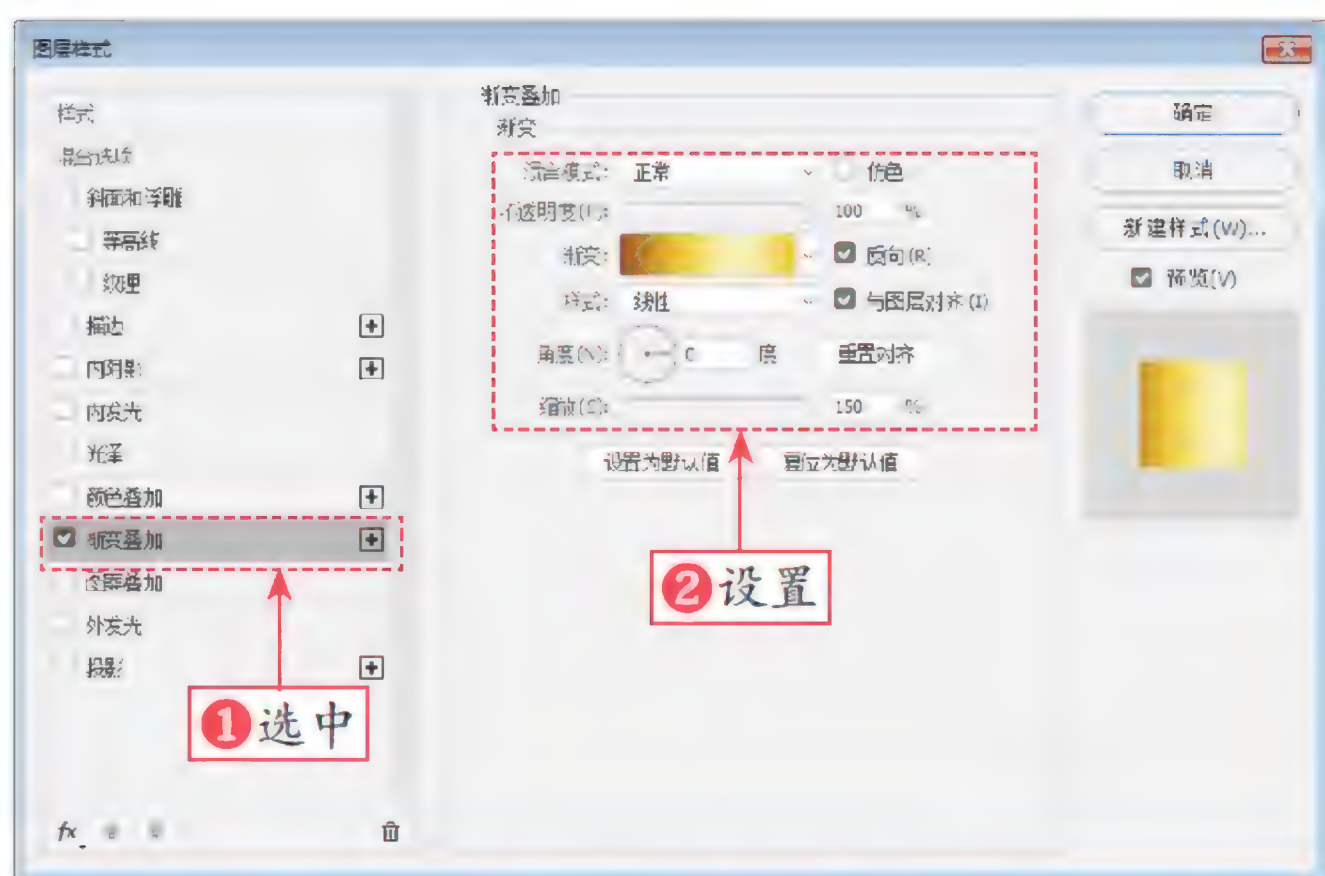 图层样式
样式
混合选项
斜面和浮雕
等高线
纹理
描边
内阴影
内发光
光泽
颜色叠加
渐变叠加
图案叠加
外发光
投影
fx
❶选中
渐变叠加
渐变
混合模式: 正常 仿色
不透明度(P): 100 %
渐变: 反向(R)
样式: 线性 与图层对齐(I)
角度(N): 度 重置对齐
缩放(S): 150 %
设置为默认值 复位为默认值
❷设置
确定
取消
新建样式(W)...
预览(V)